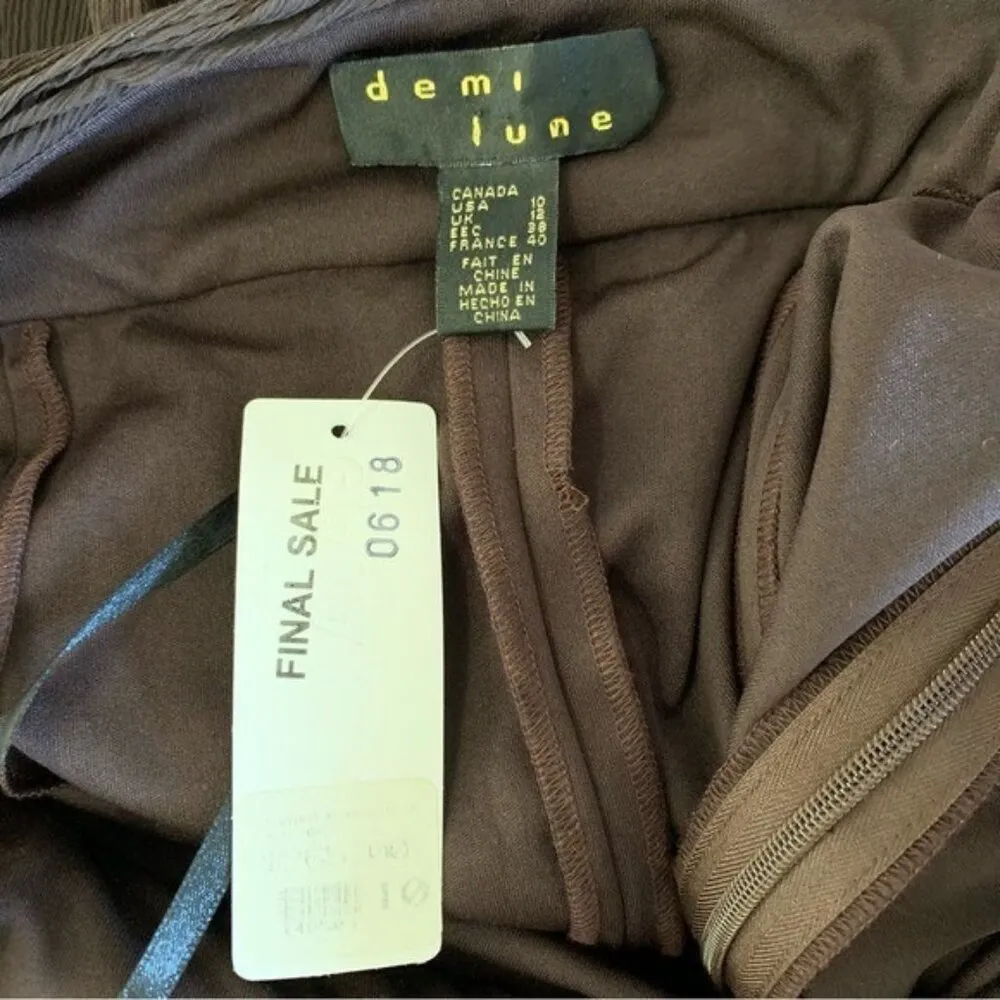 demi
lune
CANADA
USA 10
UK 12
EEC 38
FRANCE 40
FAIT EN
CHINE
MADE IN
HECHO EN
CHINA
FINAL SALE
0618
10